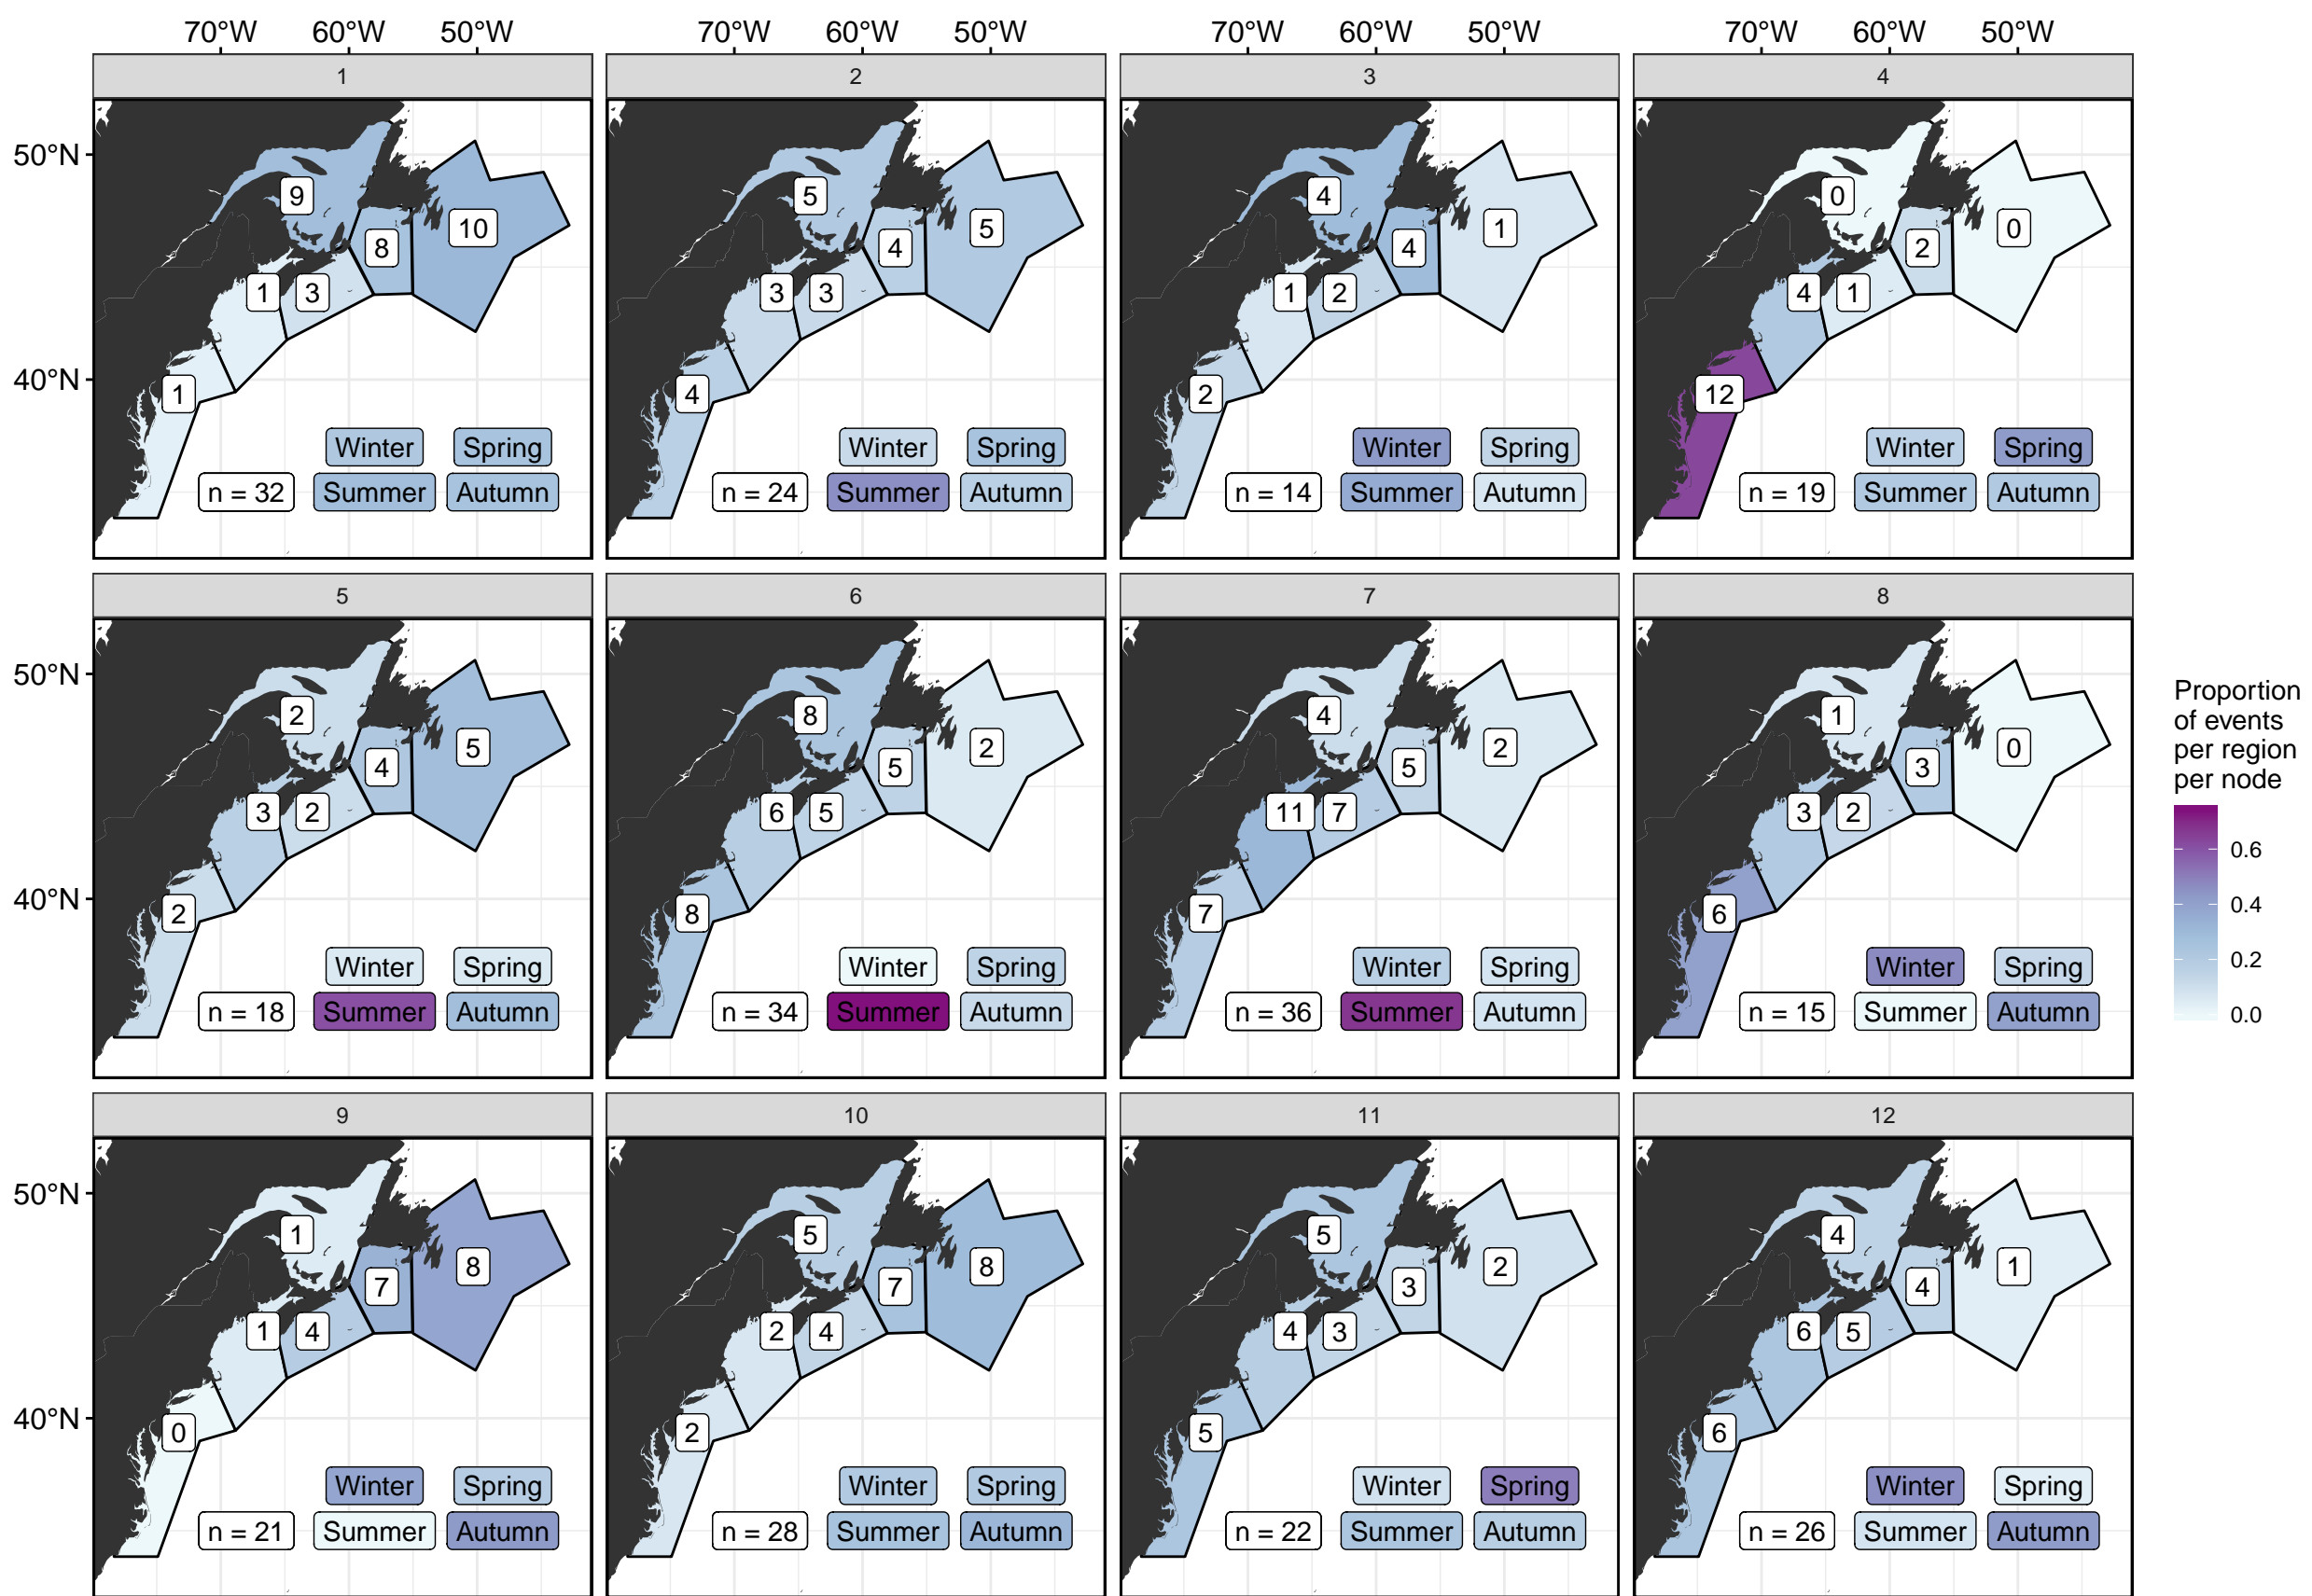 70°W 60°W 50°W 70°W 60°W 50°W 70°W 60°W 50°W 70°W 60°W 50°W
1 2 3 4
50°N
40°N
9
10
8
1 3
1
Winter Spring
n = 32 Summer Autumn
5
5
4
3 3
4
Winter Spring
n = 24 Summer Autumn
4
1
4
1 2
2
Winter Spring
n = 14 Summer Autumn
0
0
2
4 1
12
Winter Spring
n = 19 Summer Autumn
5 6 7 8
50°N
40°N
2
5
4
3 2
2
Winter Spring
n = 18 Summer Autumn
8
2
5
6 5
8
Winter Spring
n = 34 Summer Autumn
4
2
5
11 7
7
Winter Spring
n = 36 Summer Autumn
1
0
3
3 2
6
Winter Spring
n = 15 Summer Autumn
9 10 11 12
50°N
40°N
1
8
7
1 4
0
Winter Spring
n = 21 Summer Autumn
5
8
7
2 4
2
Winter Spring
n = 28 Summer Autumn
5
2
3
4 3
5
Winter Spring
n = 22 Summer Autumn
4
1
4
6 5
6
Winter Spring
n = 26 Summer Autumn
Proportion
of events
per region
per node
0.6
0.4
0.2
0.0